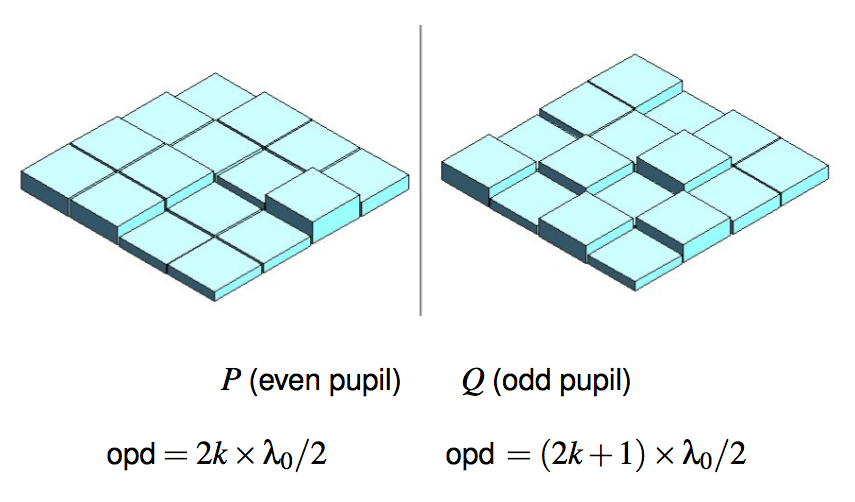 P (even pupil) Q (odd pupil)
opd = 2k × λ₀/2 opd = (2k+1) × λ₀/2